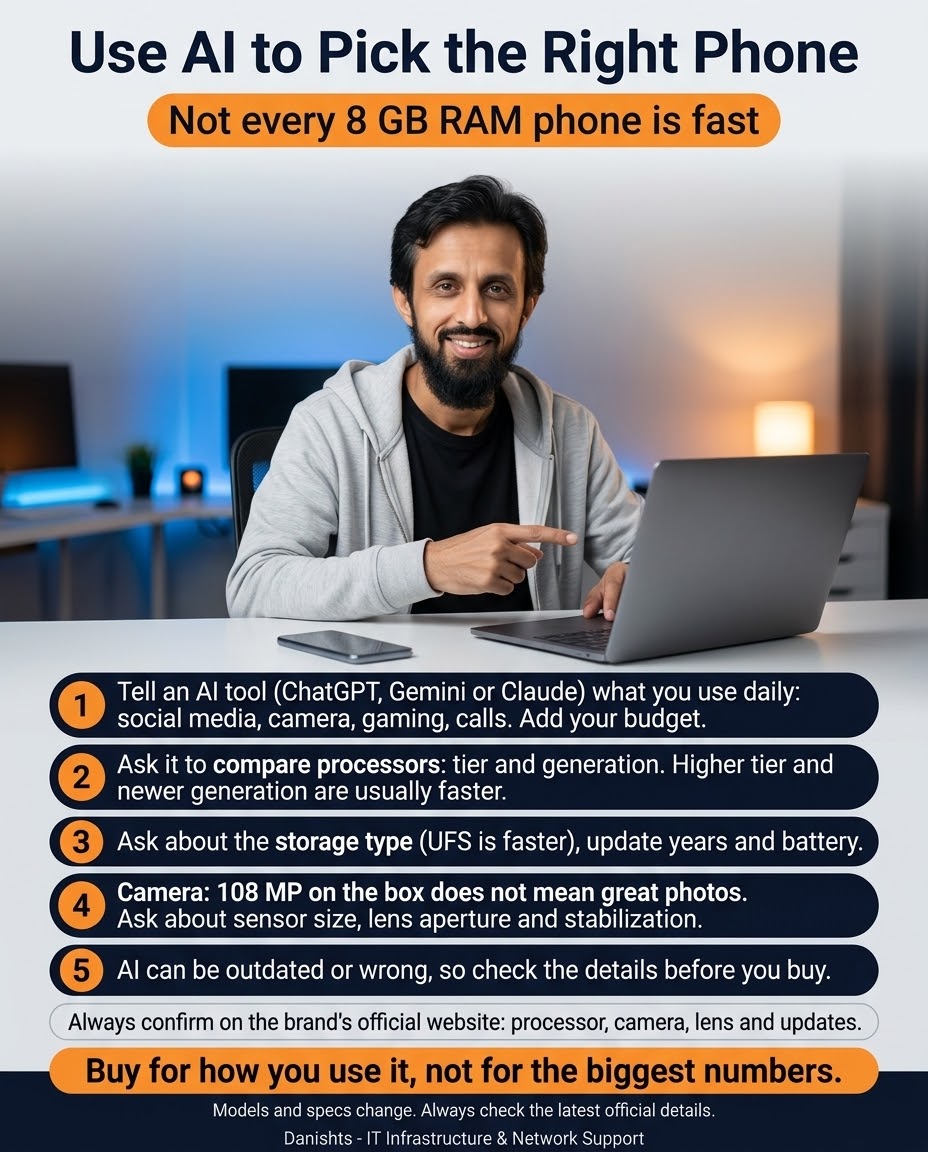 Use AI to Pick the Right Phone
Not every 8 GB RAM phone is fast
1 Tell an AI tool (ChatGPT, Gemini or Claude) what you use daily:
social media, camera, gaming, calls. Add your budget.
2 Ask it to compare processors: tier and generation. Higher tier and
newer generation are usually faster.
3 Ask about the storage type (UFS is faster), update years and battery.
4 Camera: 108 MP on the box does not mean great photos.
Ask about sensor size, lens aperture and stabilization.
5 AI can be outdated or wrong, so check the details before you buy.
Always confirm on the brand's official website: processor, camera, lens and updates.
Buy for how you use it, not for the biggest numbers.
Models and specs change. Always check the latest official details.
Danishts - IT Infrastructure & Network Support